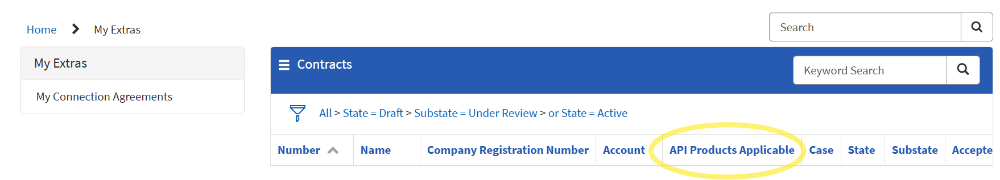 Home > My Extras
Search
My Extras
My Connection Agreements
Contracts
Keyword Search
All > State = Draft > Substate = Under Review > or State = Active
Number Name Company Registration Number Account API Products Applicable Case State Substate Accepte